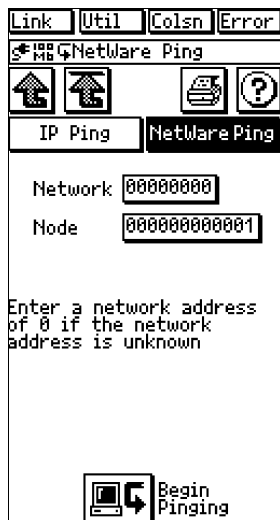 Link Util Colsn Error
NetWare Ping
?
IP Ping NetWare Ping
Network 00000000
Node 000000000001
Enter a network address
of 0 if the network
address is unknown
Begin
Pinging